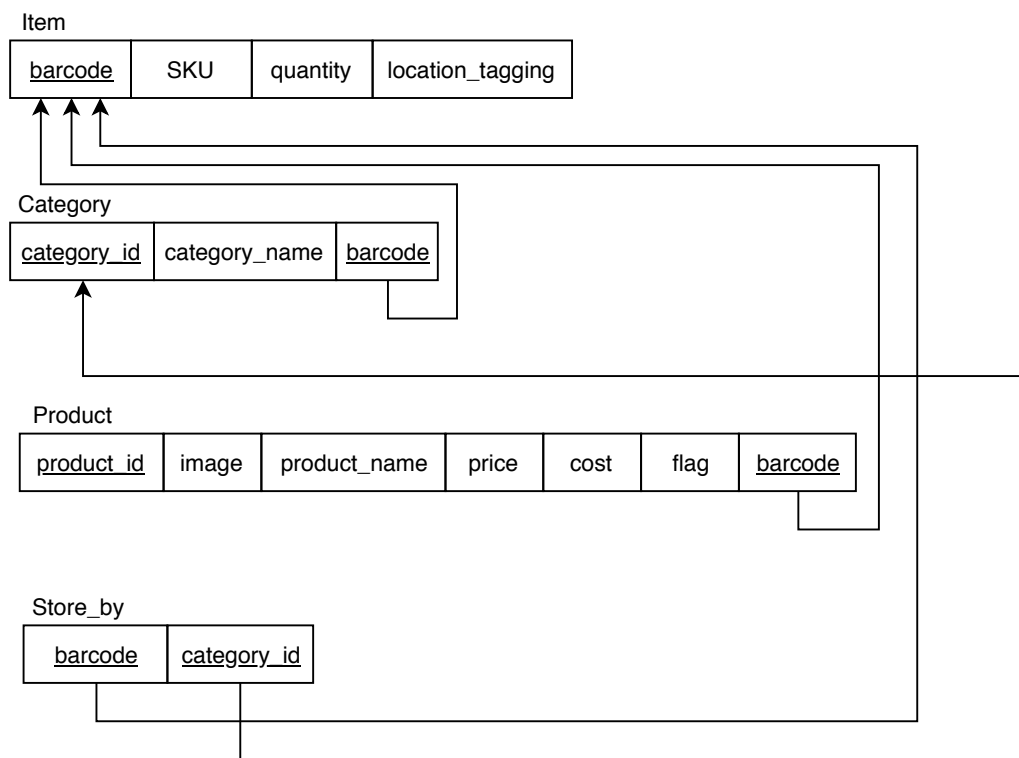 Item
barcode SKU quantity location_tagging
Category
category_id category_name barcode
Product
product_id image product_name price cost flag barcode
Store_by
barcode category_id